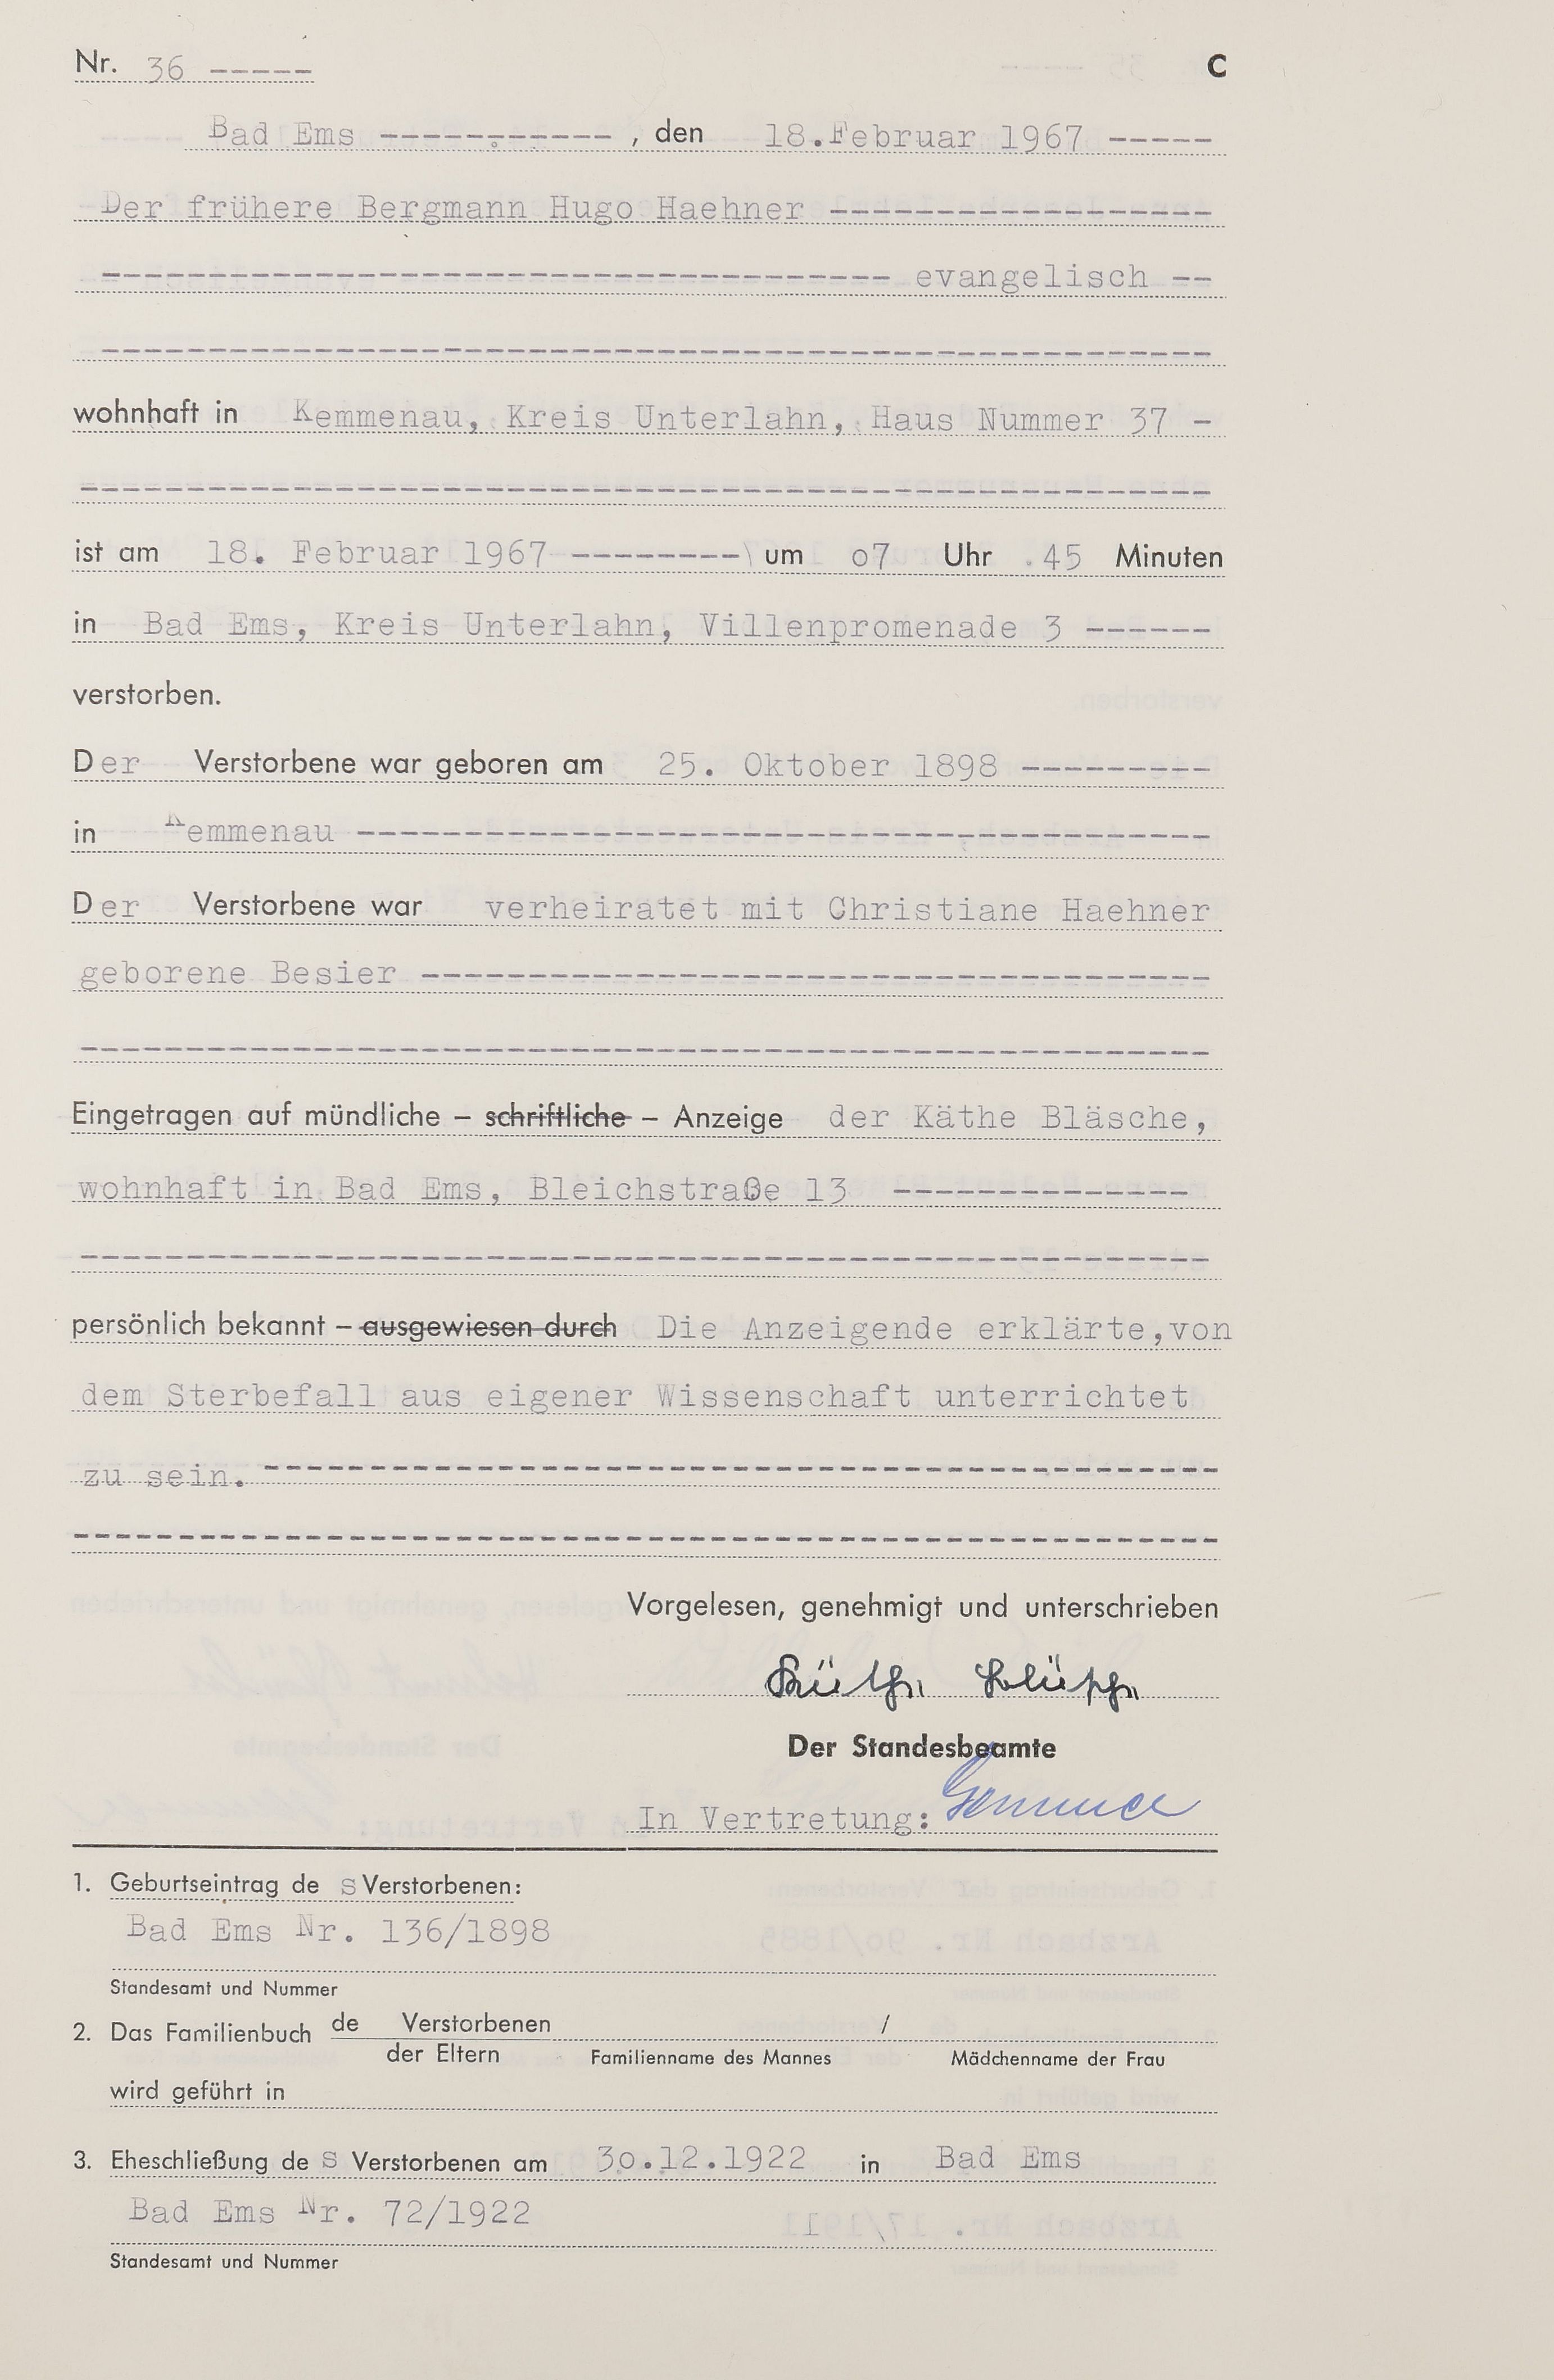 Nr. 36 ----- C
Bad Ems -----------, den 18.Februar 1967 -----
Der frühere Bergmann Hugo Haehner ------------------
------------------------------------- evangelisch --
-----------------------------------------------------
wohnhaft in Kemmenau, Kreis Unterlahn, Haus Nummer 37 -
-----------------------------------------------------
ist am 18. Februar 1967 -------- um o7 Uhr 45 Minuten
in Bad Ems, Kreis Unterlahn, Villenpromenade 3 ------
verstorben.
Der Verstorbene war geboren am 25. Oktober 1898 ---------
in Kemmenau ----------------------------------------
Der Verstorbene war verheiratet mit Christiane Haehner
geborene Besier -------------------------------------
-----------------------------------------------------
Eingetragen auf mündliche – schriftliche – Anzeige der Käthe Bläsche,
wohnhaft in Bad Ems, Bleichstraße 13 --------------
-----------------------------------------------------
persönlich bekannt – ausgewiesen durch Die Anzeigende erklärte,von
dem Sterbefall aus eigener Wissenschaft unterrichtet
zu sein. ---------------------------------------------
------------------------------------------------------
Vorgelesen, genehmigt und unterschrieben
Käthe Bläsche
Der Standesbeamte
In Vertretung:
1. Geburtseintrag de s Verstorbenen:
Bad Ems Nr. 136/1898
Standesamt und Nummer
2. Das Familienbuch de Verstorbenen /
der Eltern Familienname des Mannes Mädchenname der Frau
wird geführt in
3. Eheschließung de s Verstorbenen am 3o.12.1922 in Bad Ems
Bad Ems Nr. 72/1922
Standesamt und Nummer